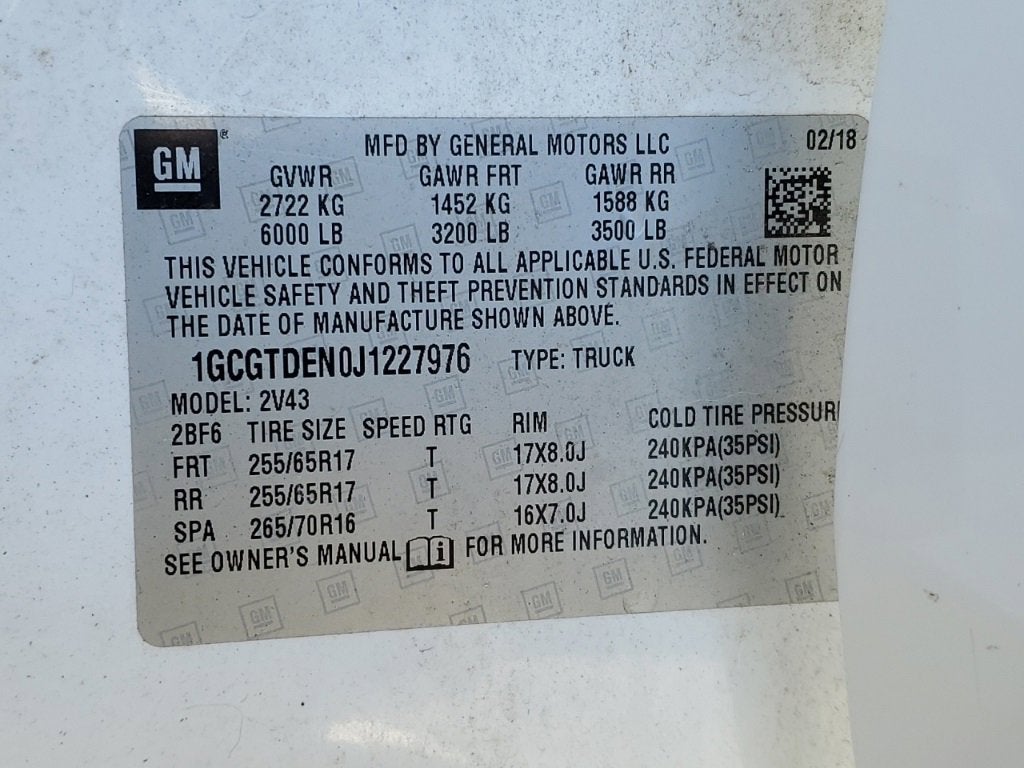 GM ® MFD BY GENERAL MOTORS LLC 02/18
GVWR GAWR FRT GAWR RR
2722 KG 1452 KG 1588 KG
6000 LB 3200 LB 3500 LB
THIS VEHICLE CONFORMS TO ALL APPLICABLE U.S. FEDERAL MOTOR
VEHICLE SAFETY AND THEFT PREVENTION STANDARDS IN EFFECT ON
THE DATE OF MANUFACTURE SHOWN ABOVE.
1GCGTDEN0J1227976 TYPE: TRUCK
MODEL: 2V43
2BF6 TIRE SIZE SPEED RTG RIM COLD TIRE PRESSUR
FRT 255/65R17 T 17X8.0J 240KPA(35PSI)
RR 255/65R17 T 17X8.0J 240KPA(35PSI)
SPA 265/70R16 T 16X7.0J 240KPA(35PSI)
SEE OWNER'S MANUAL i FOR MORE INFORMATION.